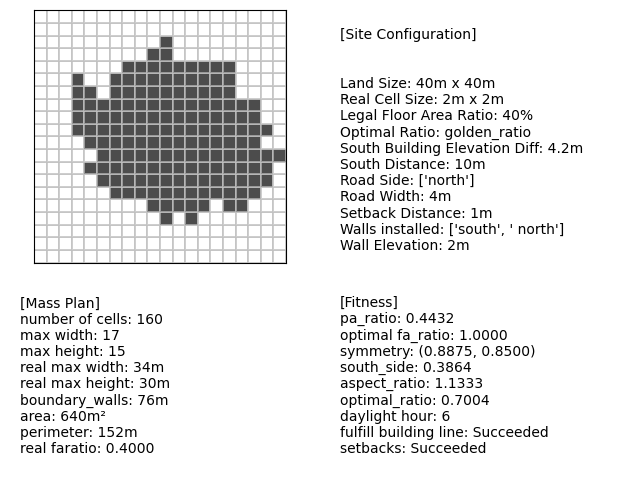 [Site Configuration]
Land Size: 40m x 40m
Real Cell Size: 2m x 2m
Legal Floor Area Ratio: 40%
Optimal Ratio: golden_ratio
South Building Elevation Diff: 4.2m
South Distance: 10m
Road Side: ['north']
Road Width: 4m
Setback Distance: 1m
Walls installed: ['south', ' north']
Wall Elevation: 2m
[Mass Plan]
number of cells: 160
max width: 17
max height: 15
real max width: 34m
real max height: 30m
boundary_walls: 76m
area: 640m²
perimeter: 152m
real faratio: 0.4000
[Fitness]
pa_ratio: 0.4432
optimal fa_ratio: 1.0000
symmetry: (0.8875, 0.8500)
south_side: 0.3864
aspect_ratio: 1.1333
optimal_ratio: 0.7004
daylight hour: 6
fulfill building line: Succeeded
setbacks: Succeeded